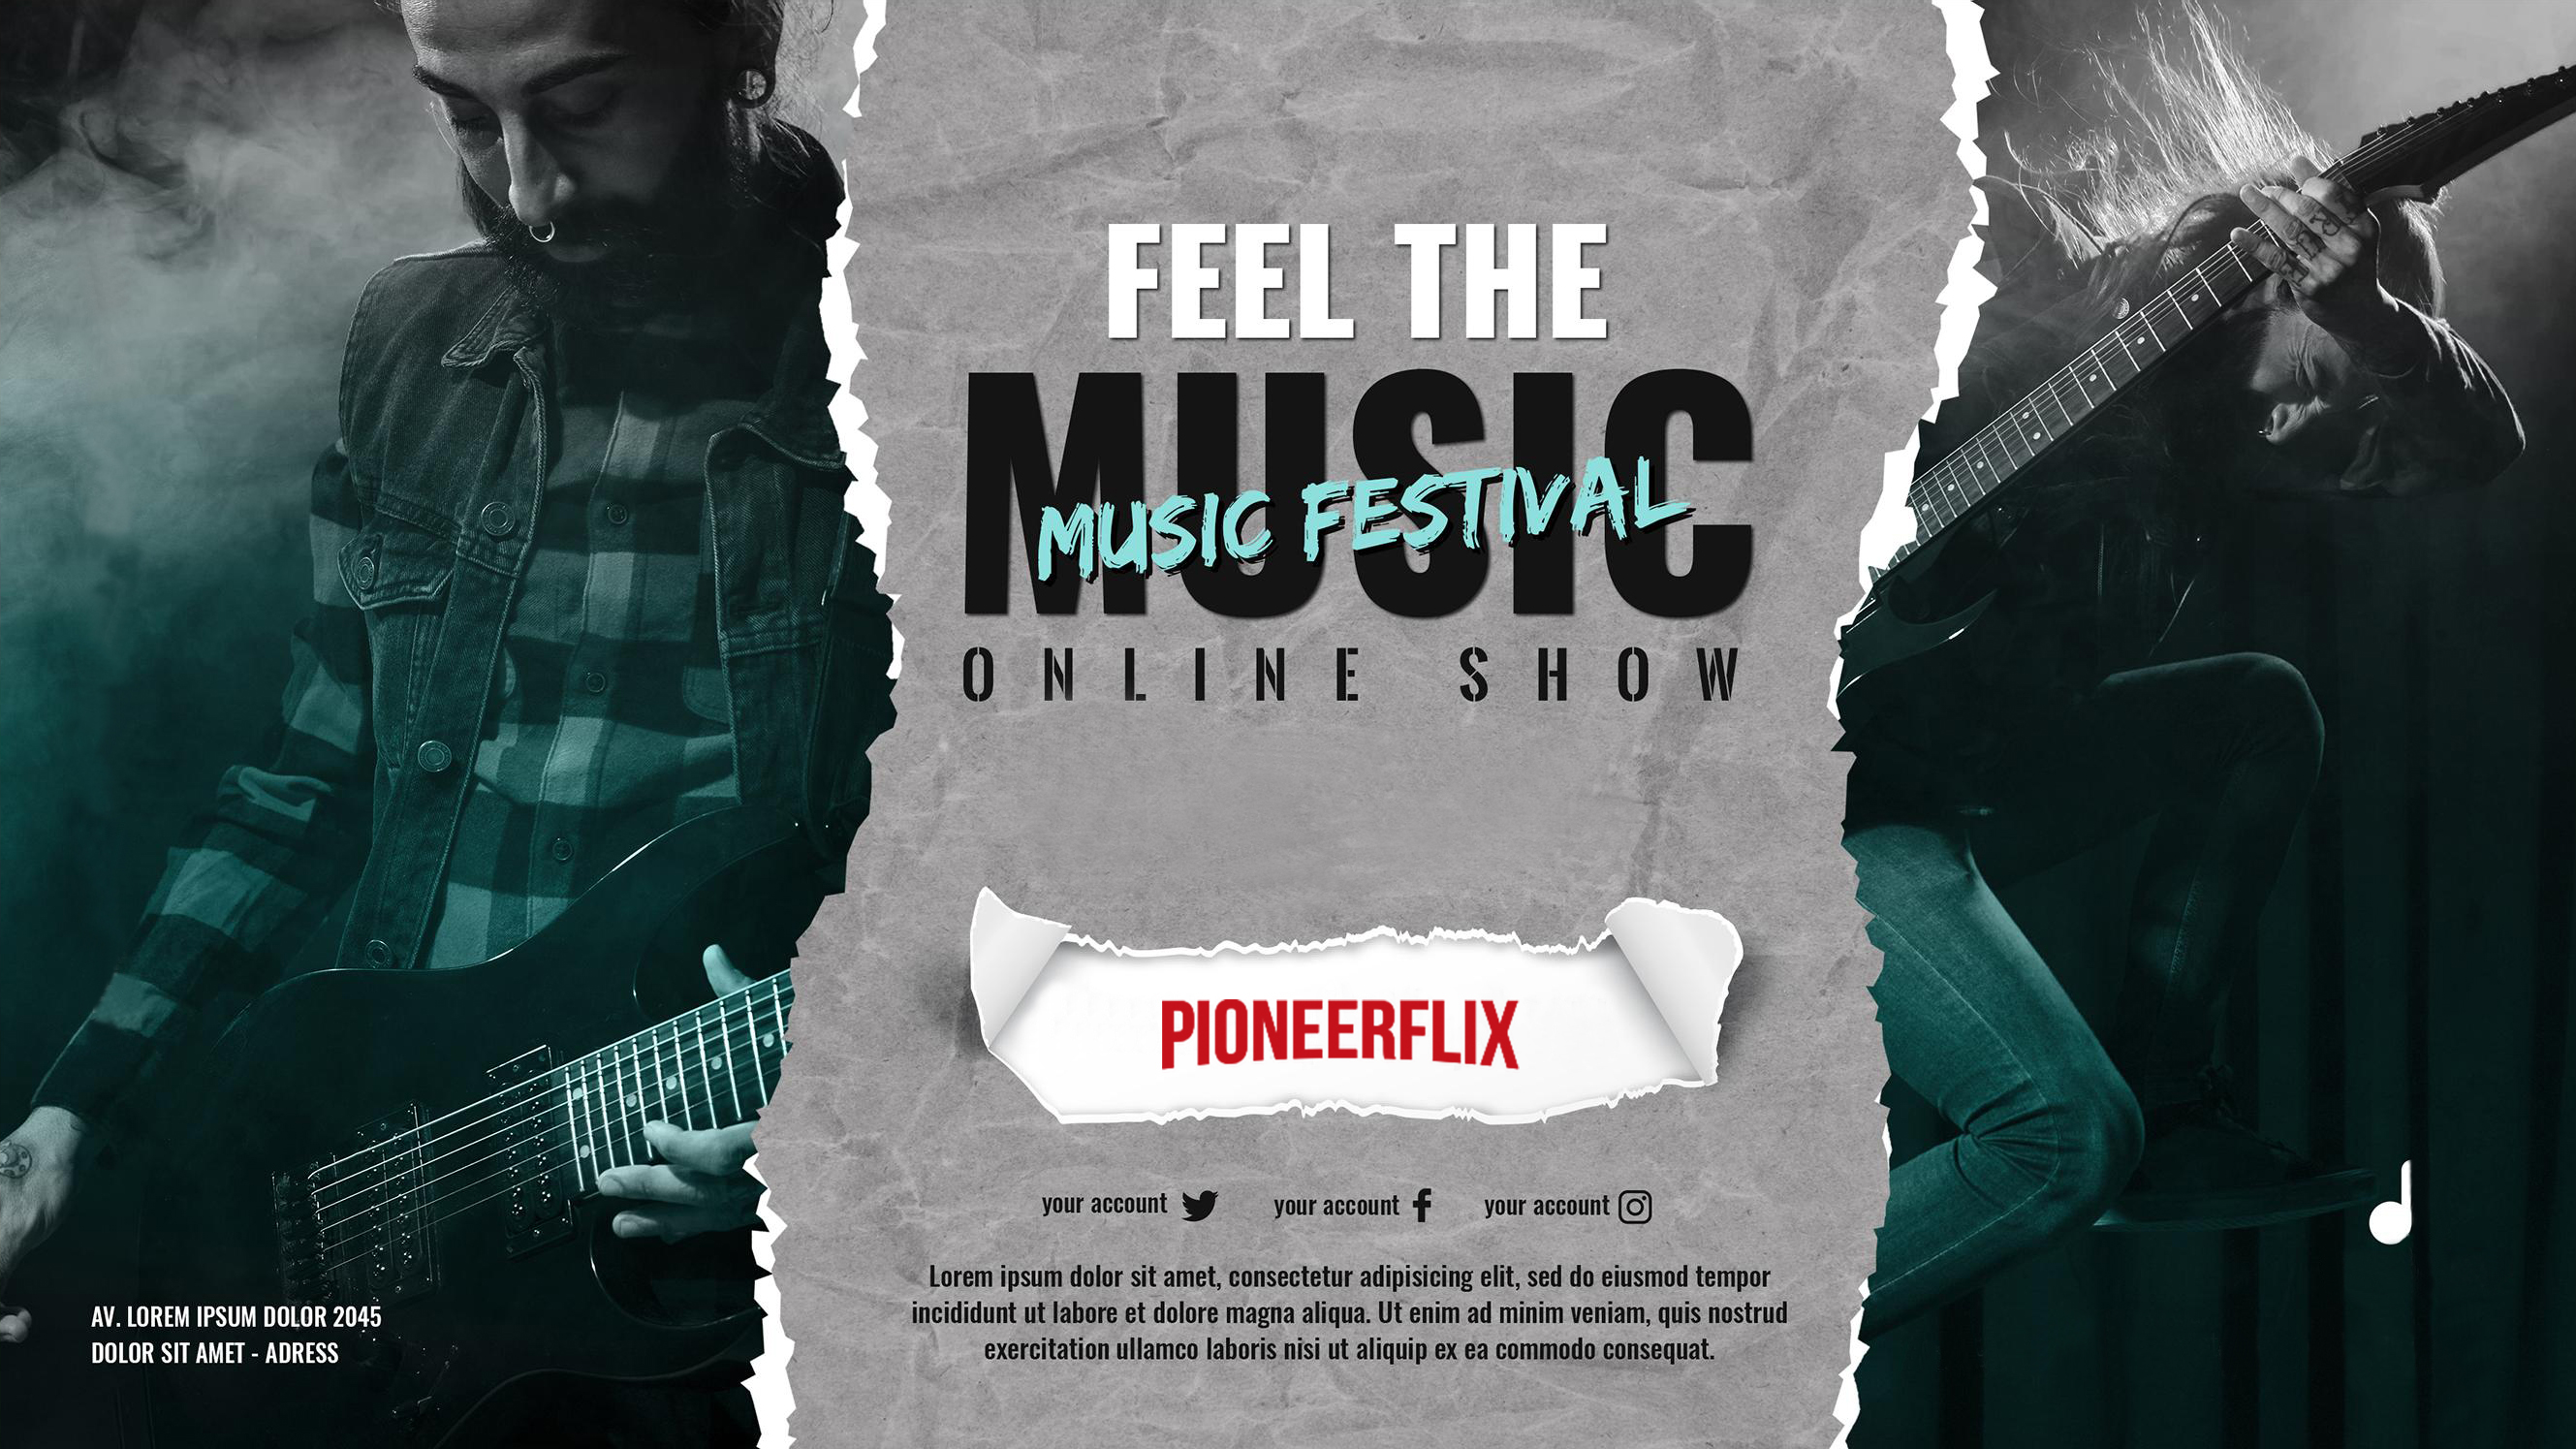 FEEL THE
MUSIC
MUSIC FESTIVAL
ONLINE SHOW
PIONEERFLIX
your account your account your account
Lorem ipsum dolor sit amet, consectetur adipisicing elit, sed do eiusmod tempor
incididunt ut labore et dolore magna aliqua. Ut enim ad minim veniam, quis nostrud
exercitation ullamco laboris nisi ut aliquip ex ea commodo consequat.
AV. LOREM IPSUM DOLOR 2045
DOLOR SIT AMET - ADRESS